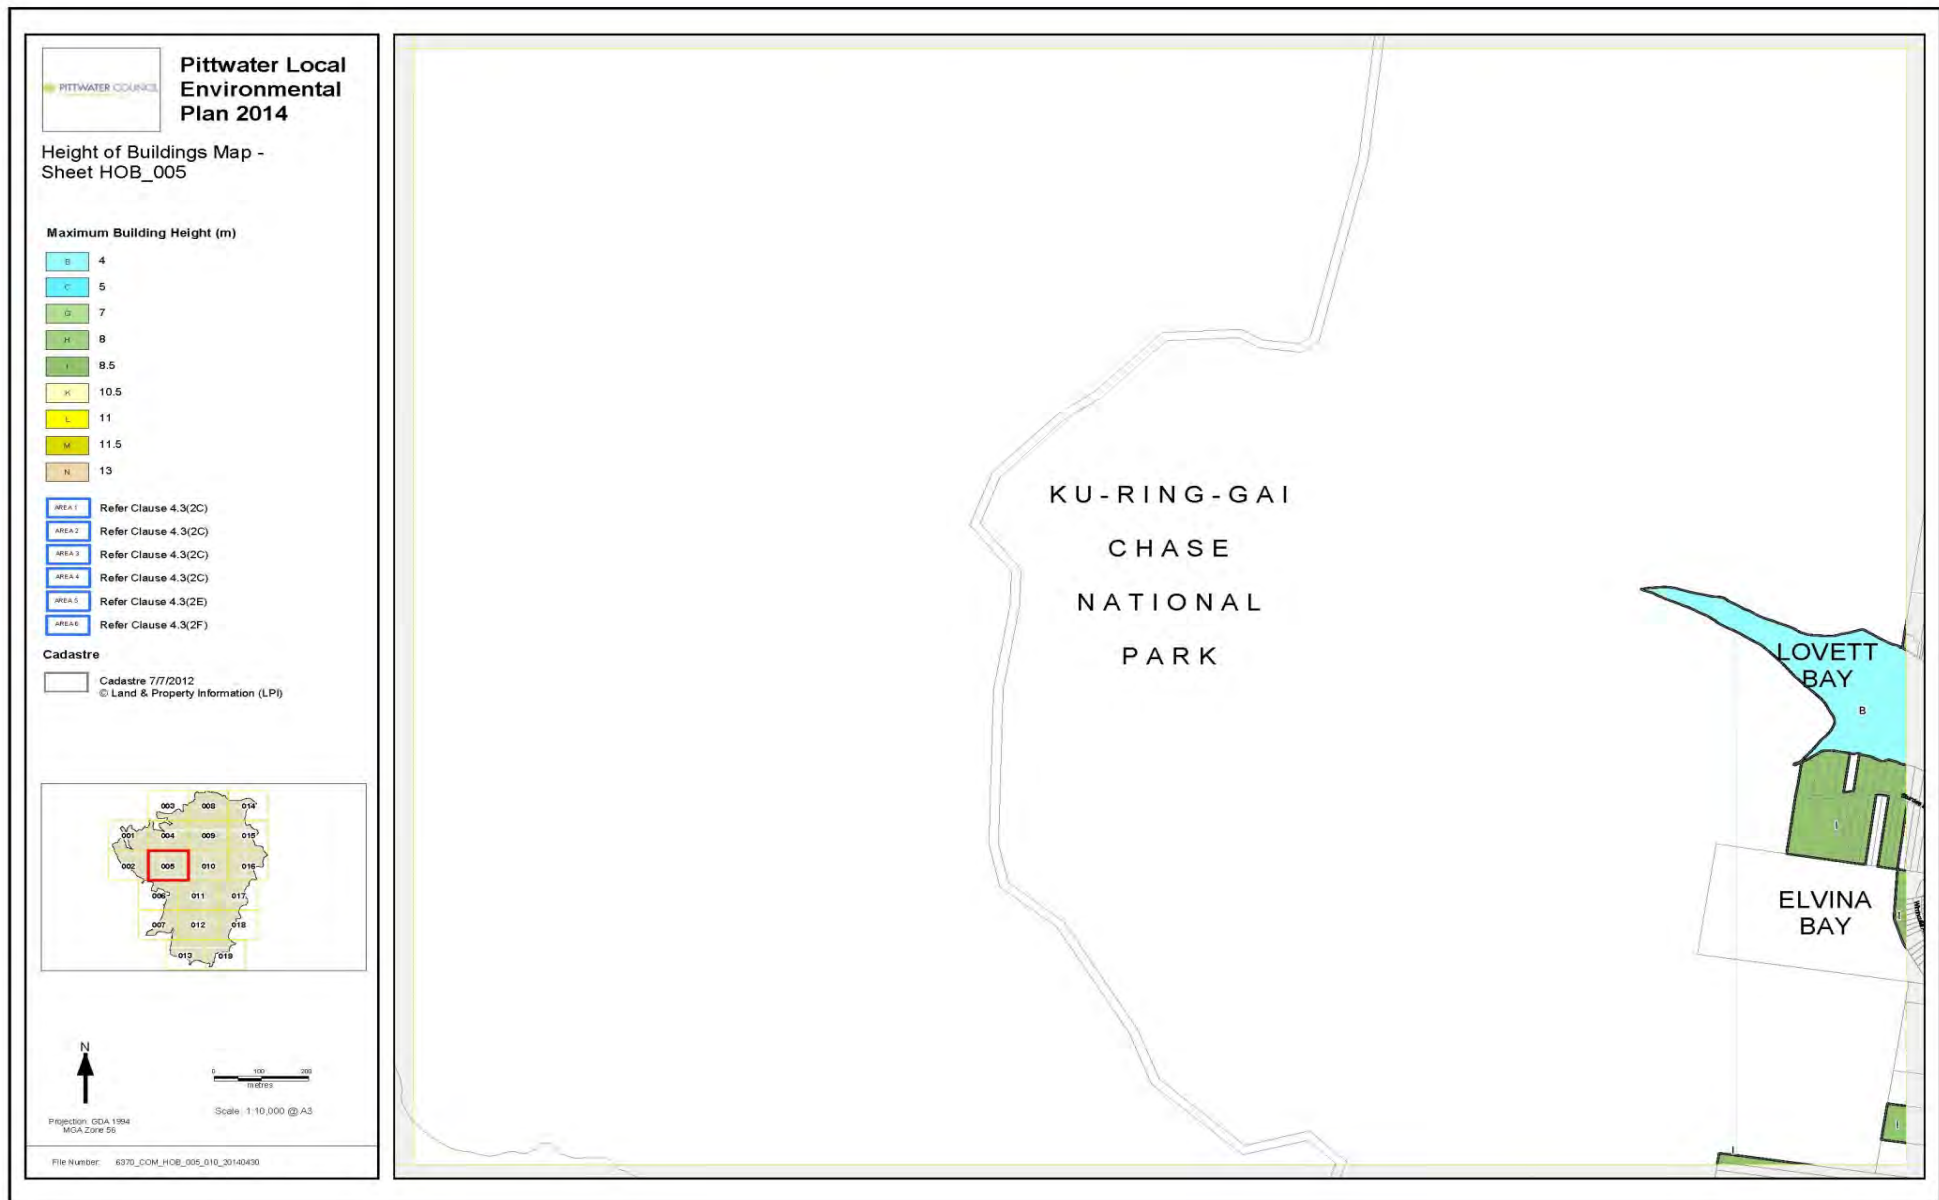 PITTWATER COUNCIL
Pittwater Local
Environmental
Plan 2014
Height of Buildings Map -
Sheet HOB_005
Maximum Building Height (m)
B 4
C 5
G 7
H 8
I 8.5
K 10.5
L 11
M 11.5
N 13
AREA 1 Refer Clause 4.3(2C)
AREA 2 Refer Clause 4.3(2C)
AREA 3 Refer Clause 4.3(2C)
AREA 4 Refer Clause 4.3(2C)
AREA 5 Refer Clause 4.3(2E)
AREA 6 Refer Clause 4.3(2F)
Cadastre
Cadastre 7/7/2012
© Land & Property Information (LPI)
003 008 014
001 004 009 015
002 005 010 016
006 011 017
007 012 018
013 019
N
0 100 200
metres
Scale: 1:10,000 @ A3
Projection: GDA 1994
MGA Zone 56
File Number: 6370_COM_HOB_005_010_20140430
KU-RING-GAI
CHASE
NATIONAL
PARK
LOVETT
BAY
B
I
ELVINA
BAY
I
I
I